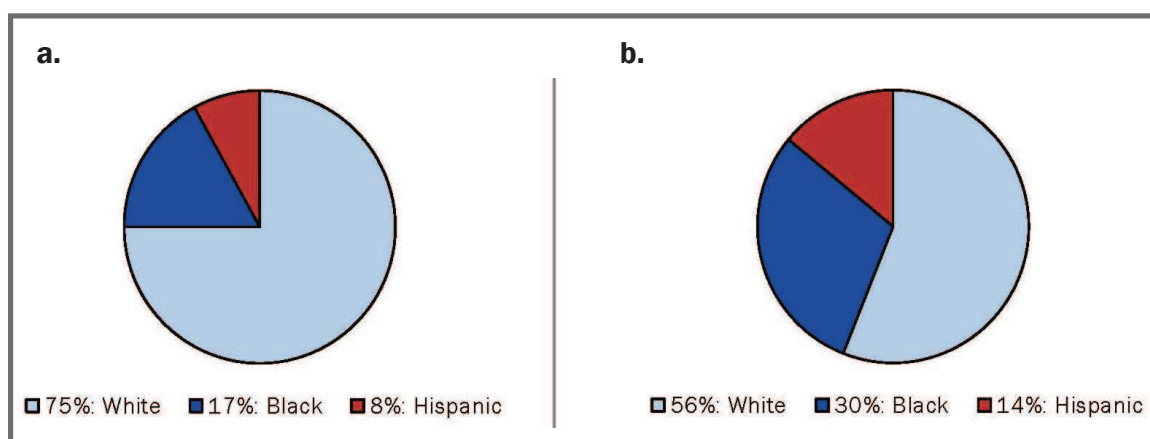 a.
b.
75%: White 17%: Black 8%: Hispanic
56%: White 30%: Black 14%: Hispanic